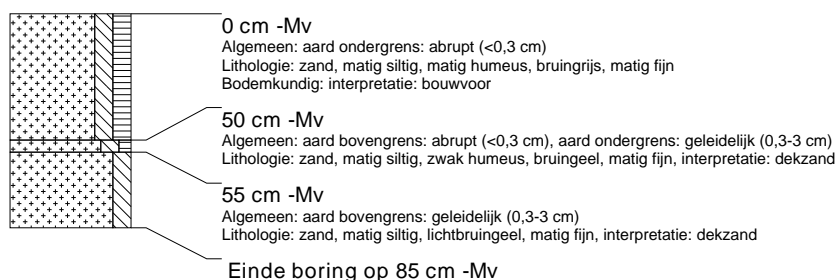 0 cm -Mv
Algemeen: aard ondergrens: abrupt (<0,3 cm)
Lithologie: zand, matig siltig, matig humeus, bruingrijs, matig fijn
Bodemkundig: interpretatie: bouwvoor
50 cm -Mv
Algemeen: aard bovengrens: abrupt (<0,3 cm), aard ondergrens: geleidelijk (0,3-3 cm)
Lithologie: zand, matig siltig, zwak humeus, bruingeel, matig fijn, interpretatie: dekzand
55 cm -Mv
Algemeen: aard bovengrens: geleidelijk (0,3-3 cm)
Lithologie: zand, matig siltig, lichtbruingeel, matig fijn, interpretatie: dekzand
Einde boring op 85 cm -Mv